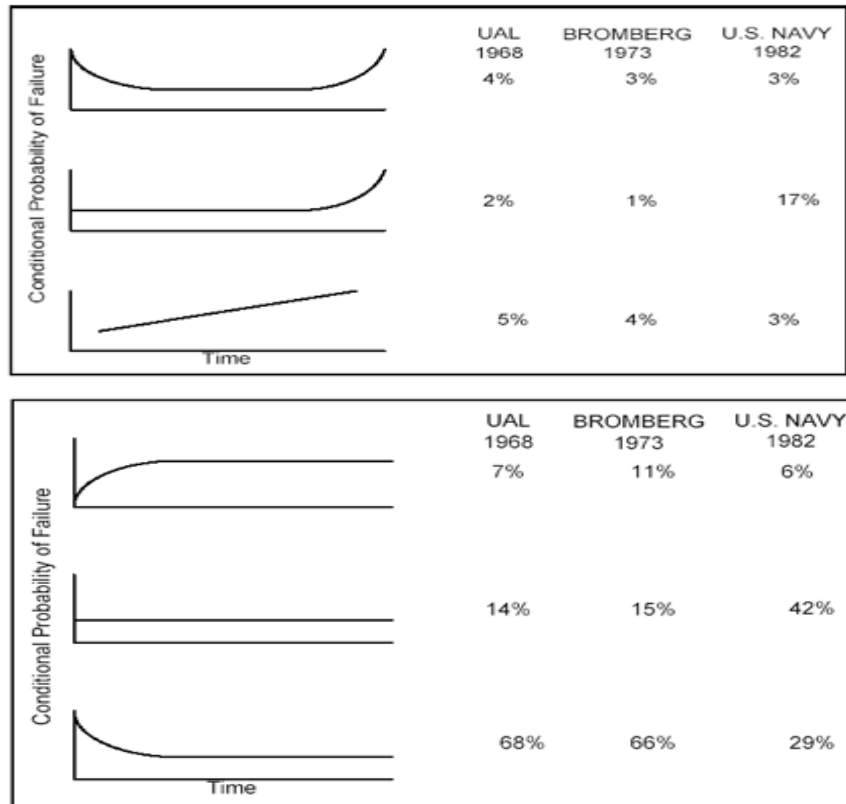 UAL BROMBERG U.S. NAVY
1968 1973 1982
4% 3% 3%
Conditional Probability of Failure
2% 1% 17%
5% 4% 3%
Time
UAL BROMBERG U.S. NAVY
1968 1973 1982
7% 11% 6%
Conditional Probability of Failure
14% 15% 42%
68% 66% 29%
Time